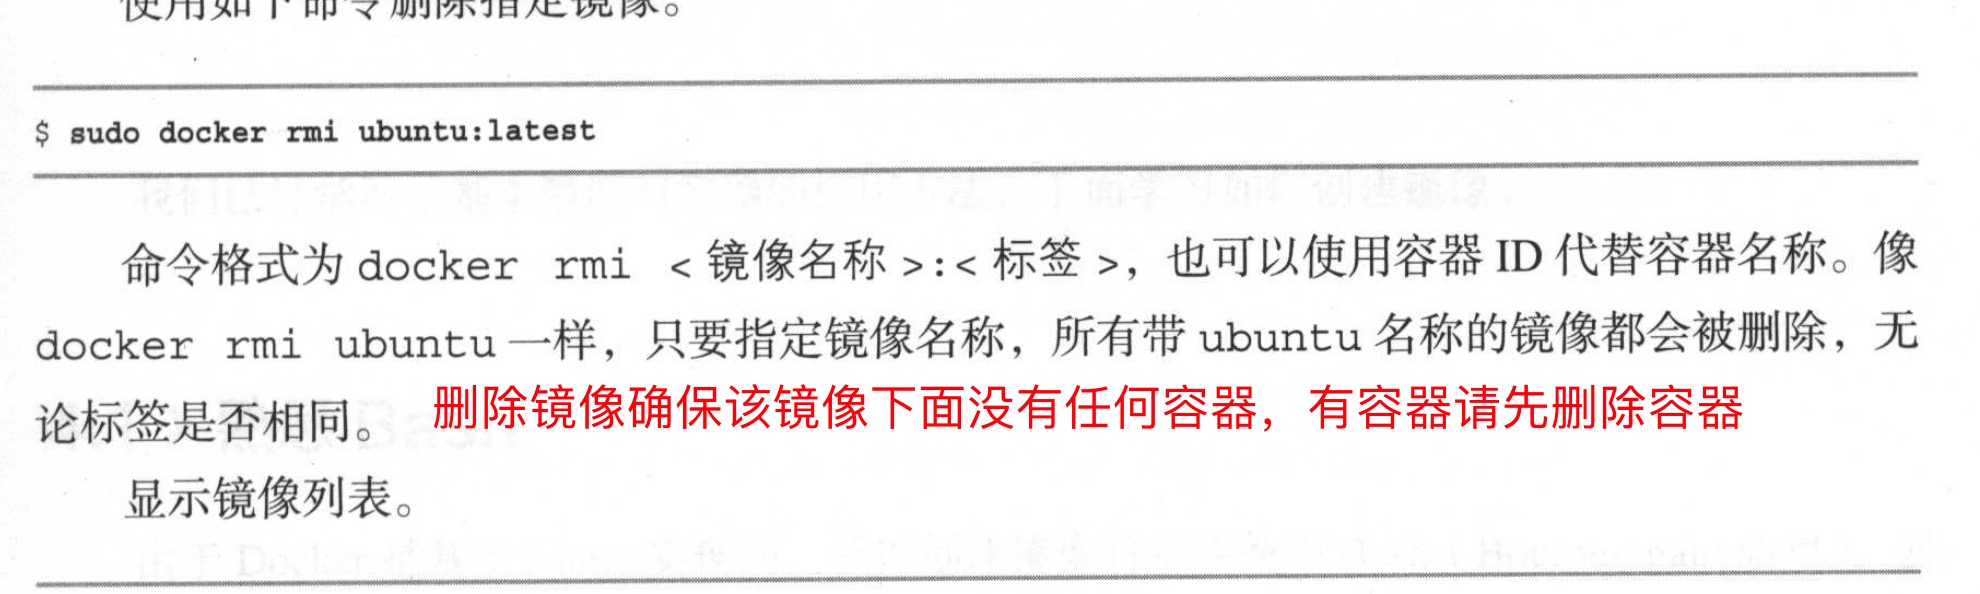 使用如下命令删除指定镜像。
$ sudo docker rmi ubuntu:latest
命令格式为 docker rmi <镜像名称>:<标签>，也可以使用容器 ID 代替容器名称。像
docker rmi ubuntu 一样，只要指定镜像名称，所有带 ubuntu 名称的镜像都会被删除，无
论标签是否相同。 删除镜像确保该镜像下面没有任何容器，有容器请先删除容器
显示镜像列表。